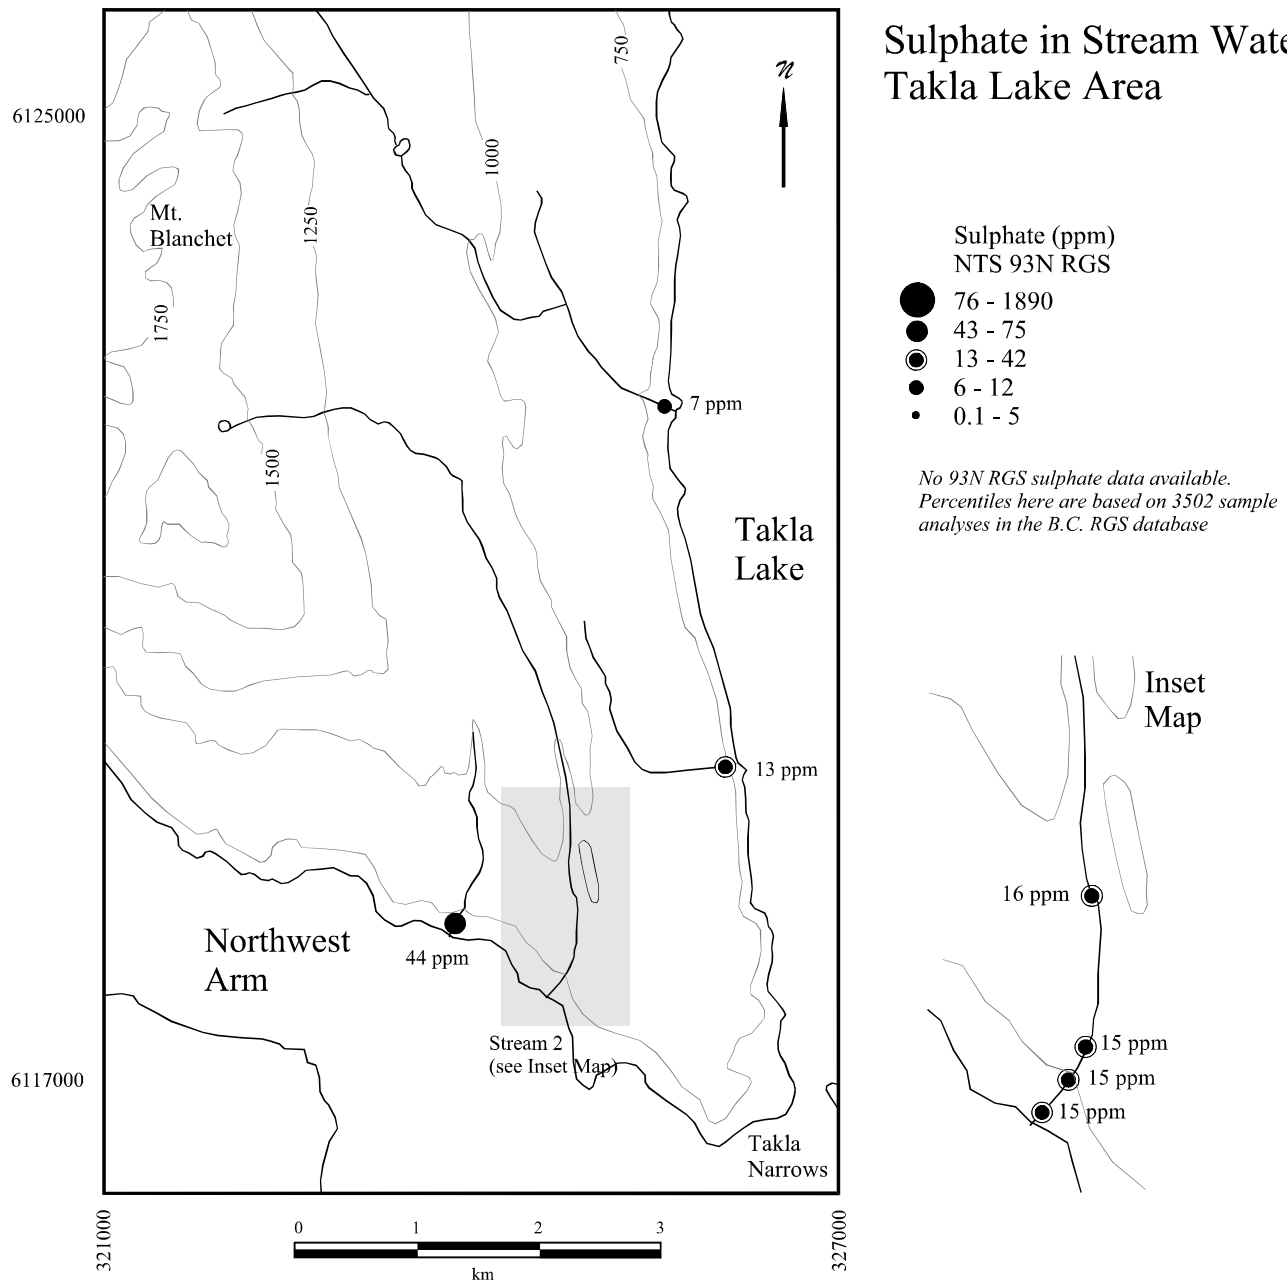 Sulphate in Stream Wate
Takla Lake Area
6125000
750
n
1000
1250
Mt.
Blanchet
1750
Sulphate (ppm)
NTS 93N RGS
76 - 1890
43 - 75
13 - 42
6 - 12
0.1 - 5
7 ppm
1500
No 93N RGS sulphate data available.
Percentiles here are based on 3502 sample
analyses in the B.C. RGS database
Takla
Lake
Inset
Map
13 ppm
16 ppm
Northwest
Arm
44 ppm
Stream 2
(see Inset Map)
15 ppm
15 ppm
15 ppm
6117000
Takla
Narrows
321000
327000
0 1 2 3
km